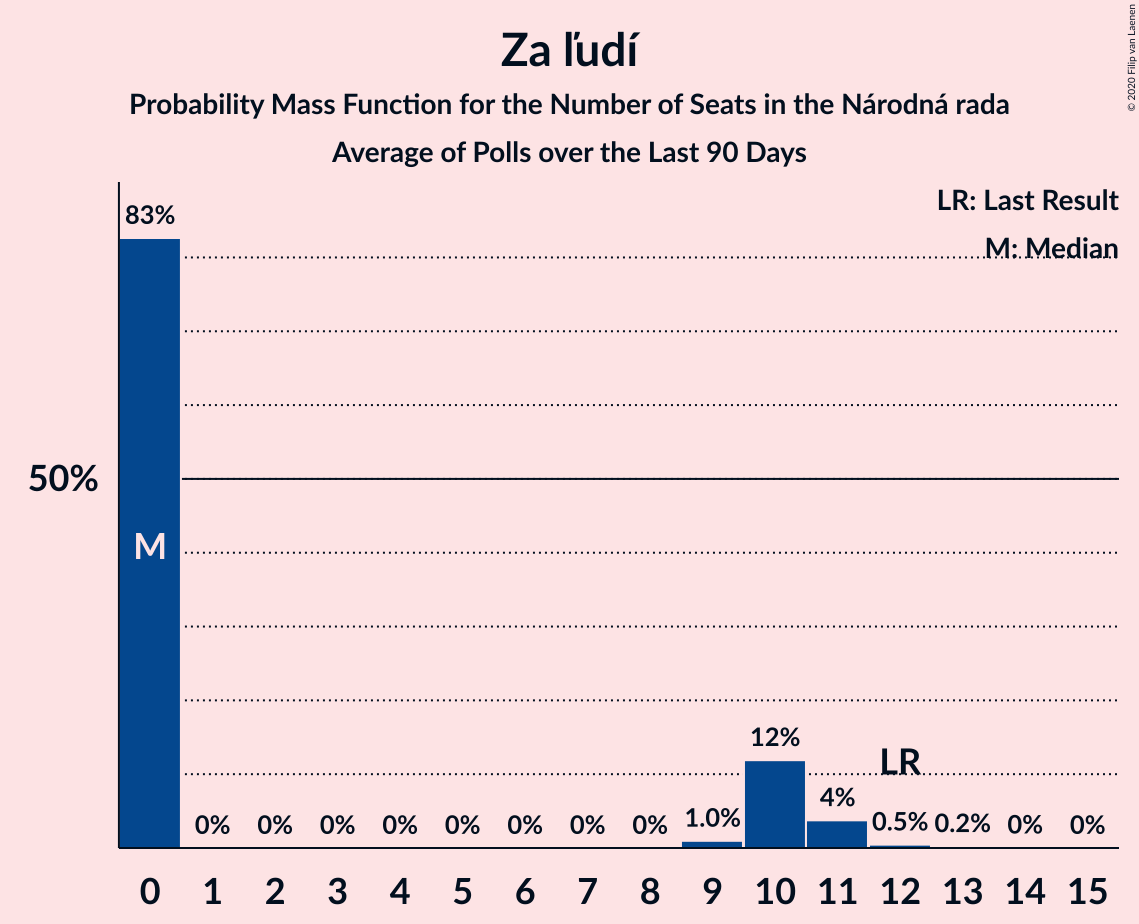 Za ľudí
Probability Mass Function for the Number of Seats in the Národná rada
Average of Polls over the Last 90 Days
© 2020 Filip van Laenen
LR: Last Result
M: Median
83%
50%
M
0% 0% 0% 0% 0% 0% 0% 0% 1.0% 12% 4% 0.5% 0.2% 0% 0%
LR
0 1 2 3 4 5 6 7 8 9 10 11 12 13 14 15